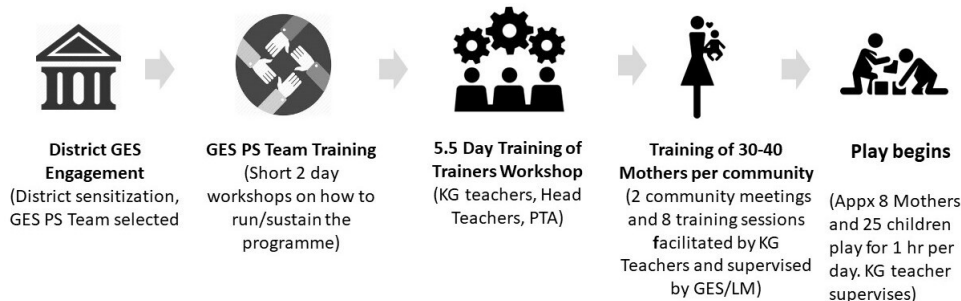 District GES
Engagement
(District sensitization,
GES PS Team selected
GES PS Team Training
(Short 2 day
workshops on how to
run/sustain the
programme)
5.5 Day Training of
Trainers Workshop
(KG teachers, Head
Teachers, PTA)
Training of 30-40
Mothers per community
(2 community meetings
and 8 training sessions
facilitated by KG
Teachers and supervised
by GES/LM)
Play begins
(Appx 8 Mothers
and 25 children
play for 1 hr per
day. KG teacher
supervises)